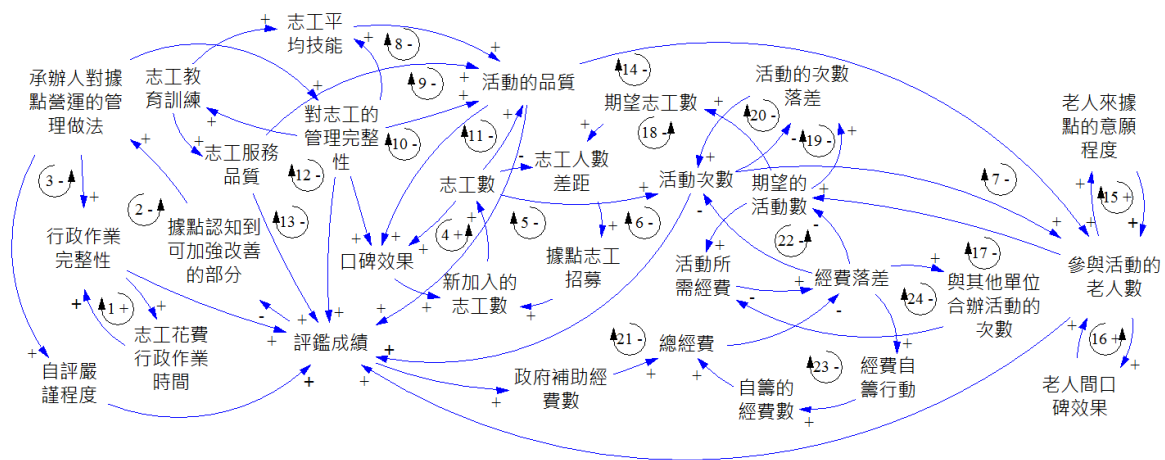 承辦人對據
點營運的管
理做法
志工教
育訓練
志工平
均技能
志工服務
品質
對志工的
管理完整
性
活動的品質
期望志工數
活動的次數
落差
老人來據
點的意願
程度
志工數
志工人數
差距
活動次數
期望的
活動數
行政作業
完整性
據點認知到
可加強改善
的部分
口碑效果
新加入的
志工數
據點志工
招募
活動所
需經費
經費落差
與其他單位
合辦活動的
次數
參與活動的
老人數
自評嚴
謹程度
志工花費
行政作業
時間
評鑑成績
政府補助經
費數
總經費
自籌的
經費數
經費自
籌行動
老人間口
碑效果
1 +
2 -
3 -
4 +
5 -
6 -
7 -
8 -
9 -
10 -
11 -
12 -
13 -
14 -
15 +
16 +
17 -
18 -
19 -
20 -
21 -
22 -
23 -
24 -